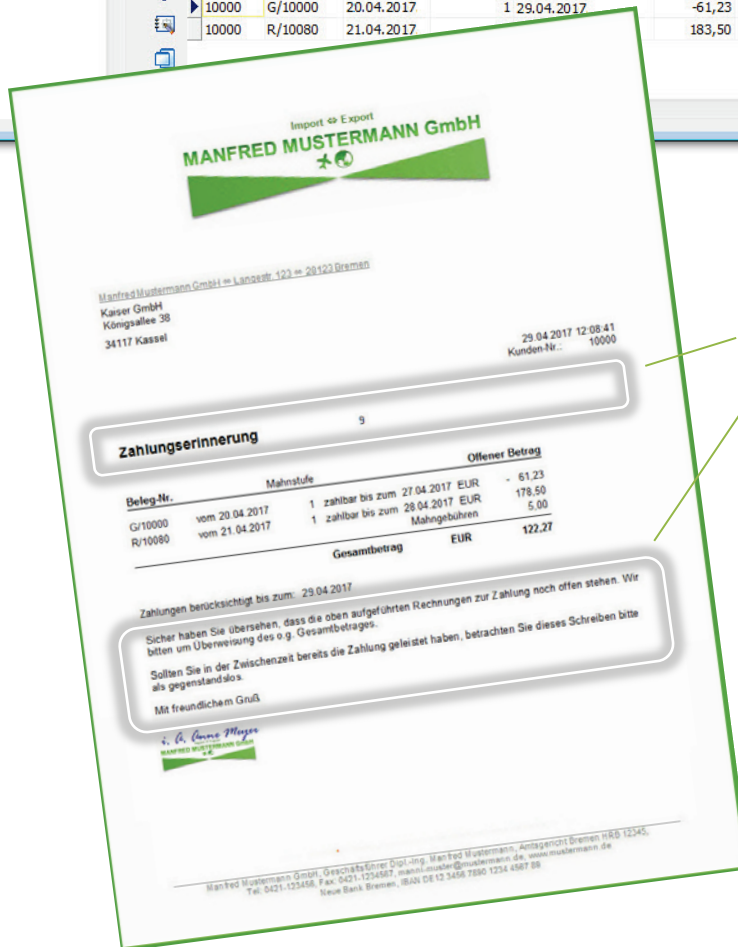 10000 G/10000 20.04.2017 1 29.04.2017 -61,23
10000 R/10080 21.04.2017 183,50
Import ⇔ Export
MANFRED MUSTERMANN GmbH
Manfred Mustermann GmbH ∞ Langestr. 123 ∞ 28123 Bremen
Kaiser GmbH
Königsallee 38
34117 Kassel
29.04.2017 12:08:41
Kunden-Nr.: 10000
Zahlungserinnerung 9
Beleg-Nr. Mahnstufe Offener Betrag
G/10000 vom 20.04.2017 1 zahlbar bis zum 27.04.2017 EUR - 61,23
R/10080 vom 21.04.2017 1 zahlbar bis zum 28.04.2017 EUR 178,50
Mahngebühren 5,00
Gesamtbetrag EUR 122,27
Zahlungen berücksichtigt bis zum: 29.04.2017
Sicher haben Sie übersehen, dass die oben aufgeführten Rechnungen zur Zahlung noch offen stehen. Wir
bitten um Überweisung des o.g. Gesamtbetrages.
Sollten Sie in der Zwischenzeit bereits die Zahlung geleistet haben, betrachten Sie dieses Schreiben bitte
als gegenstandslos.
Mit freundlichem Gruß
i. A. Anne Meyer
MANFRED MUSTERMANN GmbH
Manfred Mustermann GmbH, Geschäftsführer Dipl.-Ing. Manfred Mustermann, Amtsgericht Bremen HRB 12345,
Tel: 0421-123456, Fax: 0421-1234567, manni-muster@mustermann.de, www.mustermann.de
Neue Bank Bremen, IBAN DE12 3456 7890 1234 4567 88